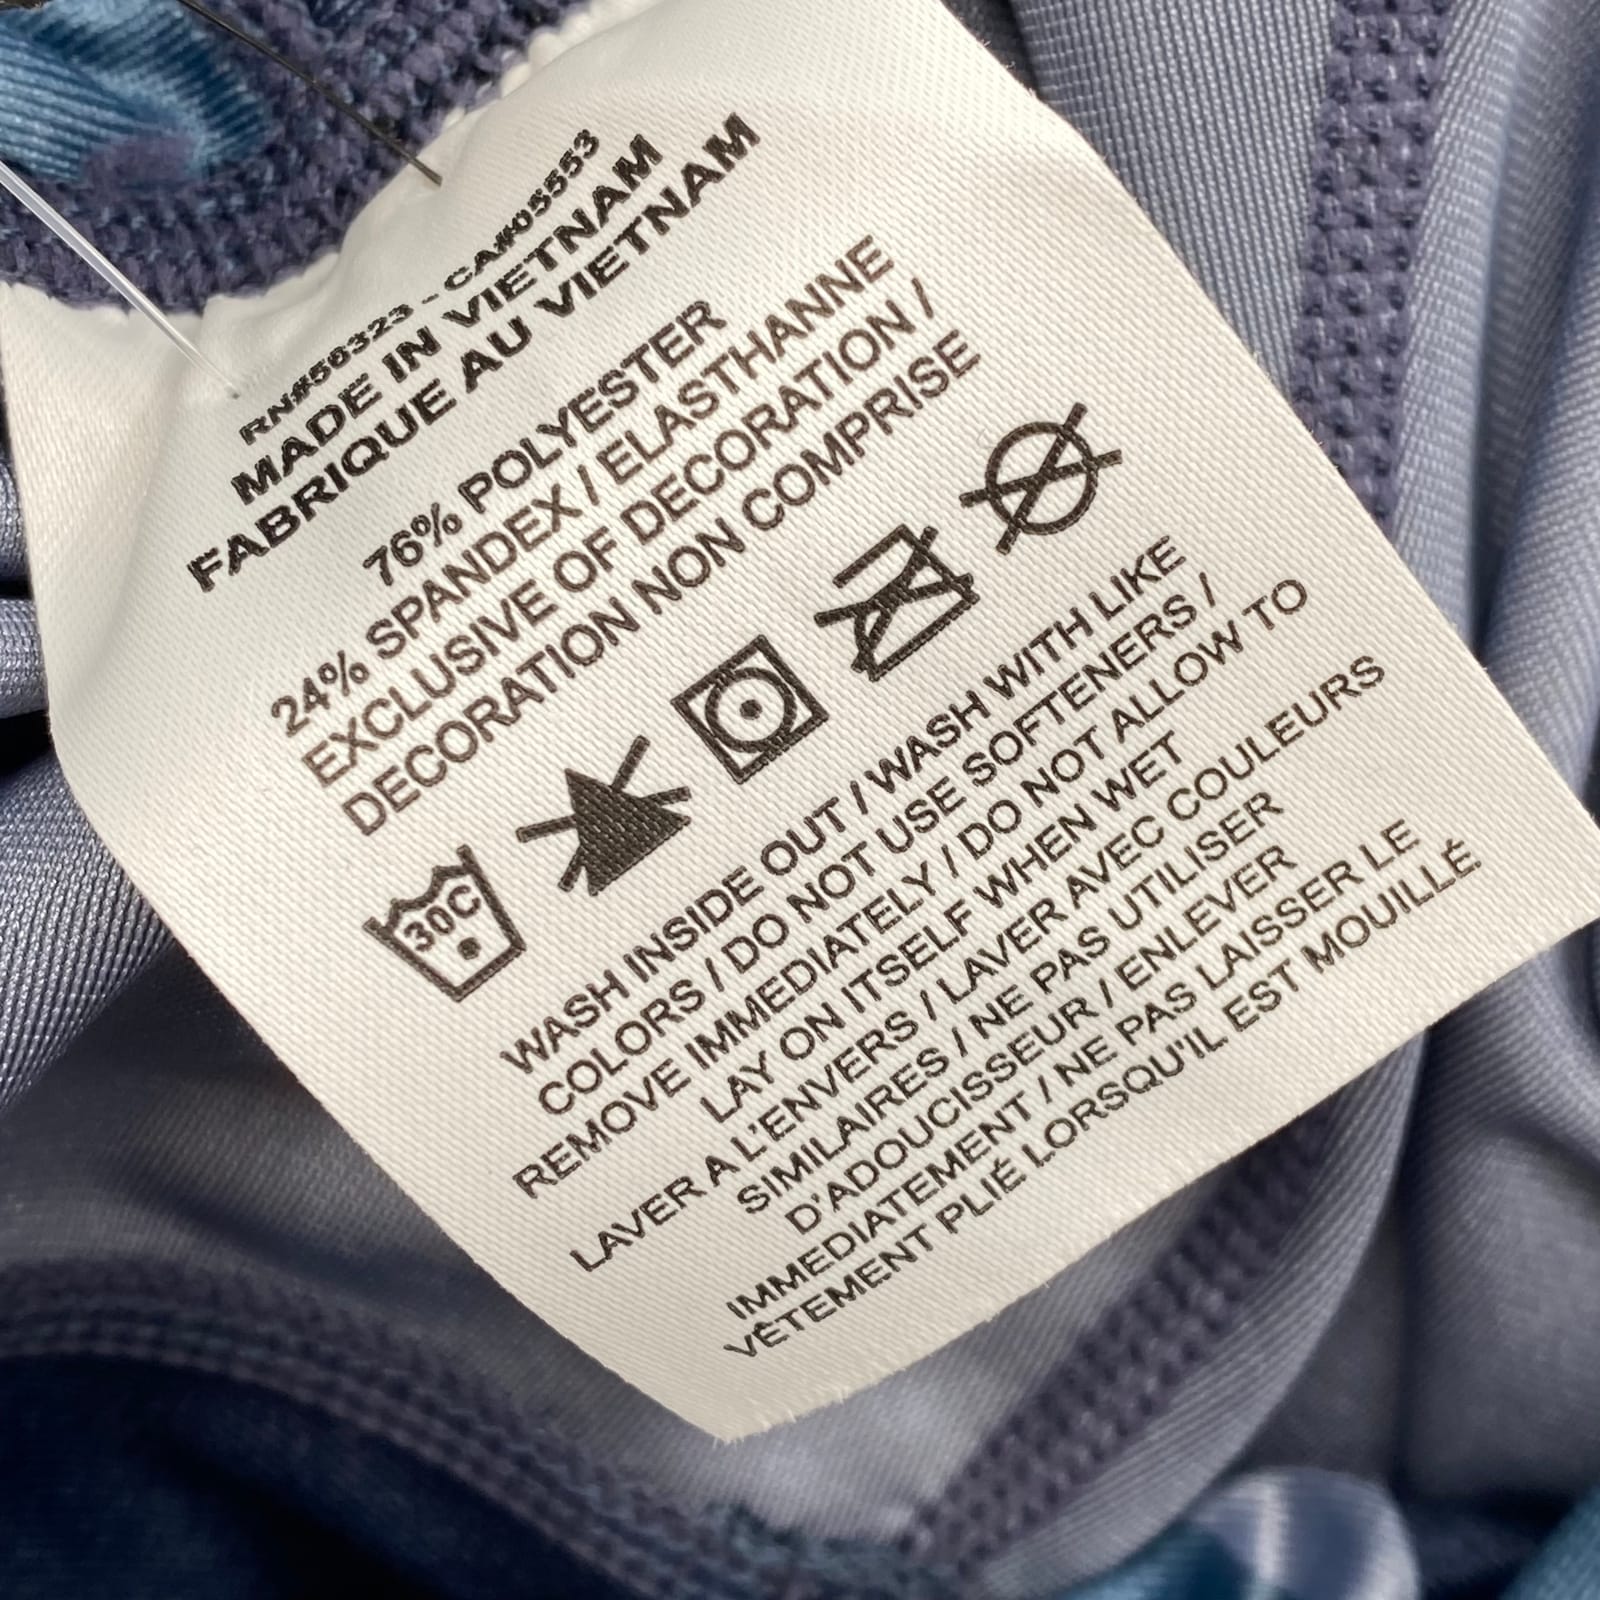 RN#56323 - CA#05553
MADE IN VIETNAM
FABRIQUE AU VIETNAM
76% POLYESTER
24% SPANDEX / ELASTHANNE
EXCLUSIVE OF DECORATION /
DECORATION NON COMPRISE
30C
WASH INSIDE OUT / WASH WITH LIKE
COLORS / DO NOT USE SOFTENERS /
REMOVE IMMEDIATELY / DO NOT ALLOW TO
LAY ON ITSELF WHEN WET
LAVER A L'ENVERS / LAVER AVEC COULEURS
SIMILAIRES / NE PAS UTILISER
D'ADOUCISSEUR / ENLEVER
IMMEDIATEMENT / NE PAS LAISSER LE
VÊTEMENT PLIÉ LORSQU'IL EST MOUILLÉ.